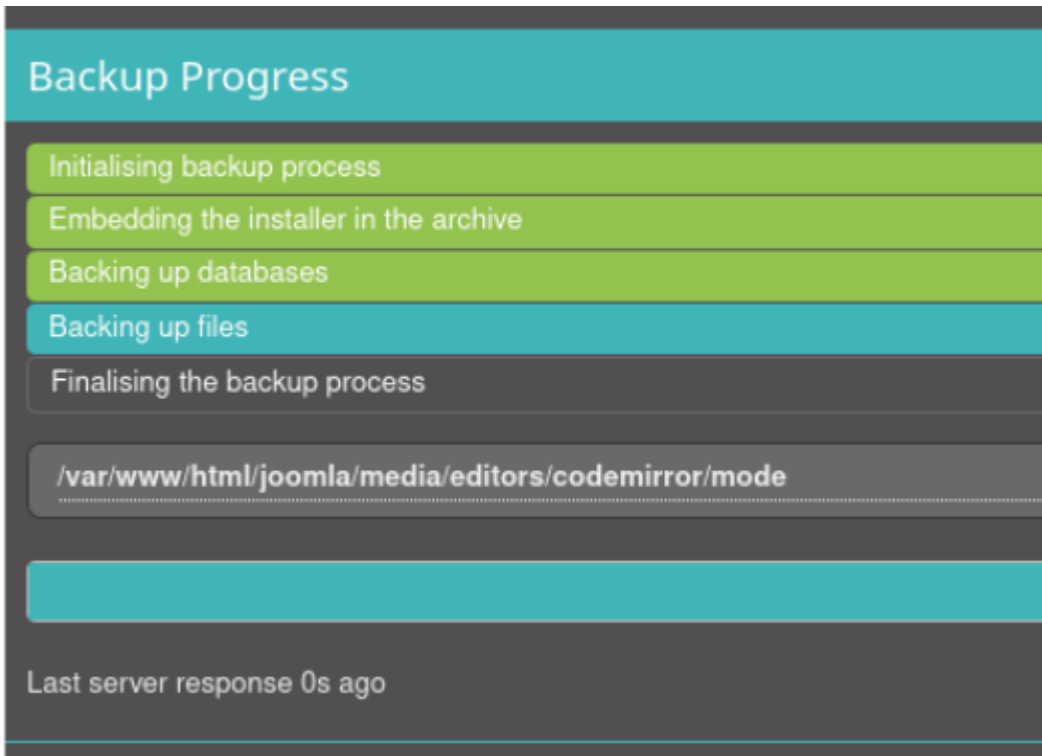 Backup Progress
Initialising backup process
Embedding the installer in the archive
Backing up databases
Backing up files
Finalising the backup process
/var/www/html/joomla/media/editors/codemirror/mode
Last server response 0s ago